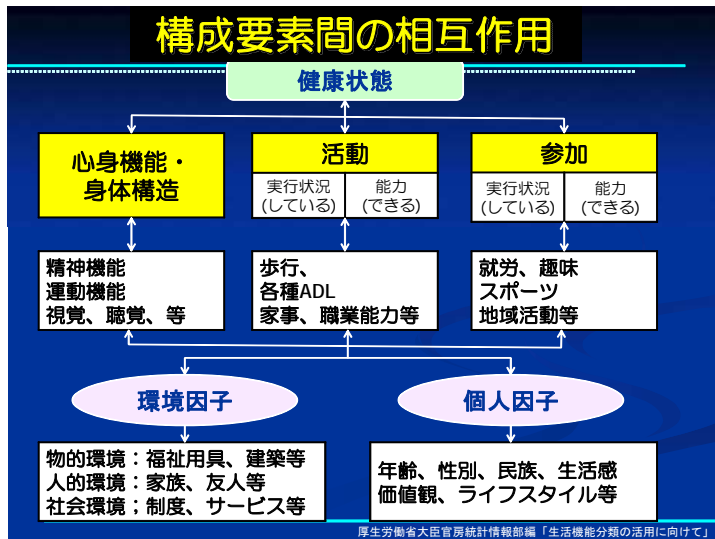 構成要素間の相互作用
健康状態
心身機能・
身体構造
活動
実行状況
(している)
能力
(できる)
参加
実行状況
(している)
能力
(できる)
精神機能
運動機能
視覚、聴覚、等
歩行、
各種ADL
家事、職業能力等
就労、趣味
スポーツ
地域活動等
環境因子
個人因子
物的環境：福祉用具、建築等
人的環境：家族、友人等
社会環境；制度、サービス等
年齢、性別、民族、生活感
価値観、ライフスタイル等
厚生労働省大臣官房統計情報部編「生活機能分類の活用に向けて」